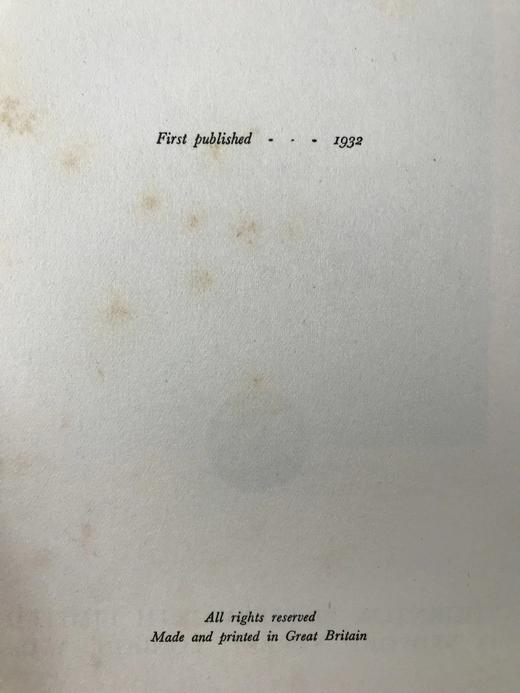 First published - - - 1932
All rights reserved
Made and printed in Great Britain